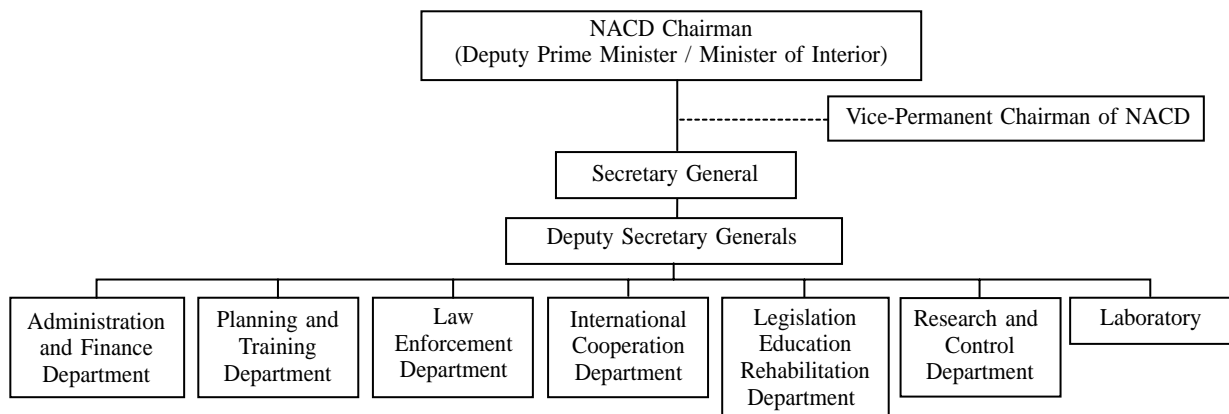 NACD Chairman
(Deputy Prime Minister / Minister of Interior)
Vice-Permanent Chairman of NACD
Secretary General
Deputy Secretary Generals
Administration
and Finance
Department
Planning and
Training
Department
Law
Enforcement
Department
International
Cooperation
Department
Legislation
Education
Rehabilitation
Department
Research and
Control
Department
Laboratory